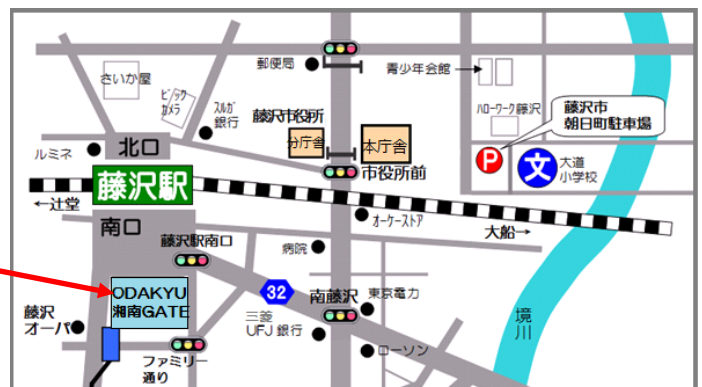 郵便局
青少年会館
さいか屋
ビック
カメラ
スルガ
銀行
藤沢市役所
分庁舎
本庁舎
市役所前
ハローワーク藤沢
藤沢市
朝日町駐車場
P
文
大道
小学校
ルミネ
北口
藤沢駅
←辻堂
南口
藤沢駅南口
オーケーストア
大船→
病院
ODAKYU
湘南GATE
32
南藤沢
東京電力
三菱
UFJ銀行
藤沢
オーパ
ファミリー
通り
ローソン
境
川